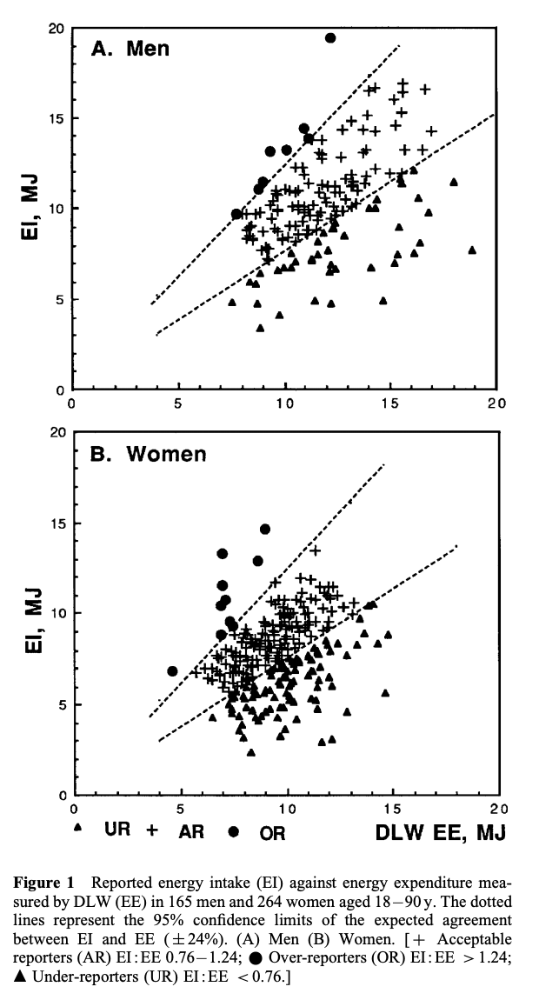 20
A. Men
15
10
EI, MJ
5
0
0 5 10 15 20
20
B. Women
15
10
EI, MJ
5
0
0 5 10 15 20
▲ UR + AR ● OR DLW EE, MJ
Figure 1 Reported energy intake (EI) against energy expenditure mea-
sured by DLW (EE) in 165 men and 264 women aged 18–90 y. The dotted
lines represent the 95% confidence limits of the expected agreement
between EI and EE (±24%). (A) Men (B) Women. [+ Acceptable
reporters (AR) EI:EE 0.76–1.24; ● Over-reporters (OR) EI:EE >1.24;
▲ Under-reporters (UR) EI:EE <0.76.]